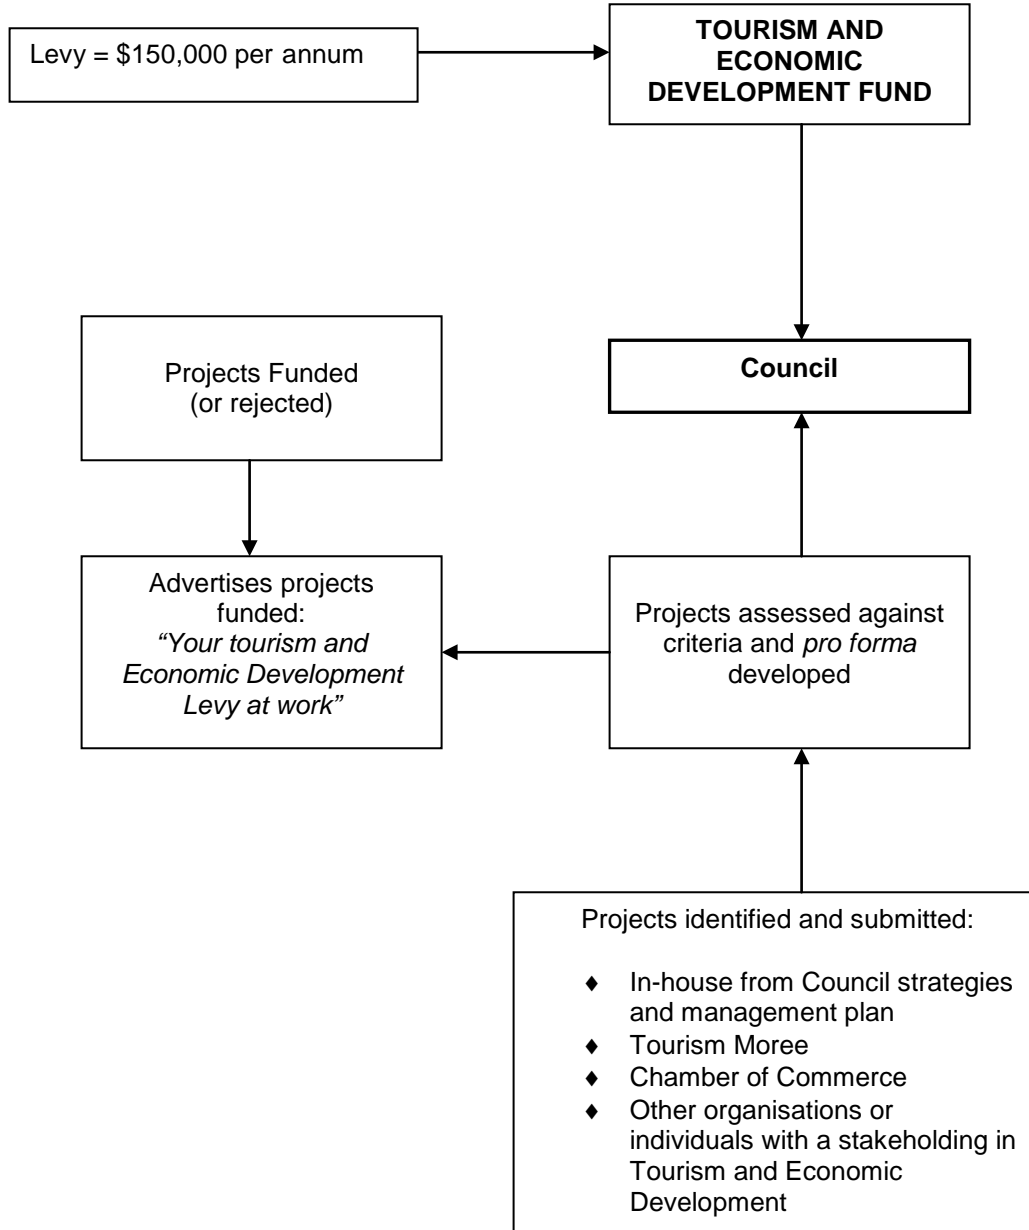 Levy = $150,000 per annum
TOURISM AND
ECONOMIC
DEVELOPMENT FUND
Projects Funded
(or rejected)
Council
Advertises projects
funded:
“Your tourism and
Economic Development
Levy at work”
Projects assessed against
criteria and pro forma
developed
Projects identified and submitted:
♦ In-house from Council strategies
and management plan
♦ Tourism Moree
♦ Chamber of Commerce
♦ Other organisations or
individuals with a stakeholding in
Tourism and Economic
Development